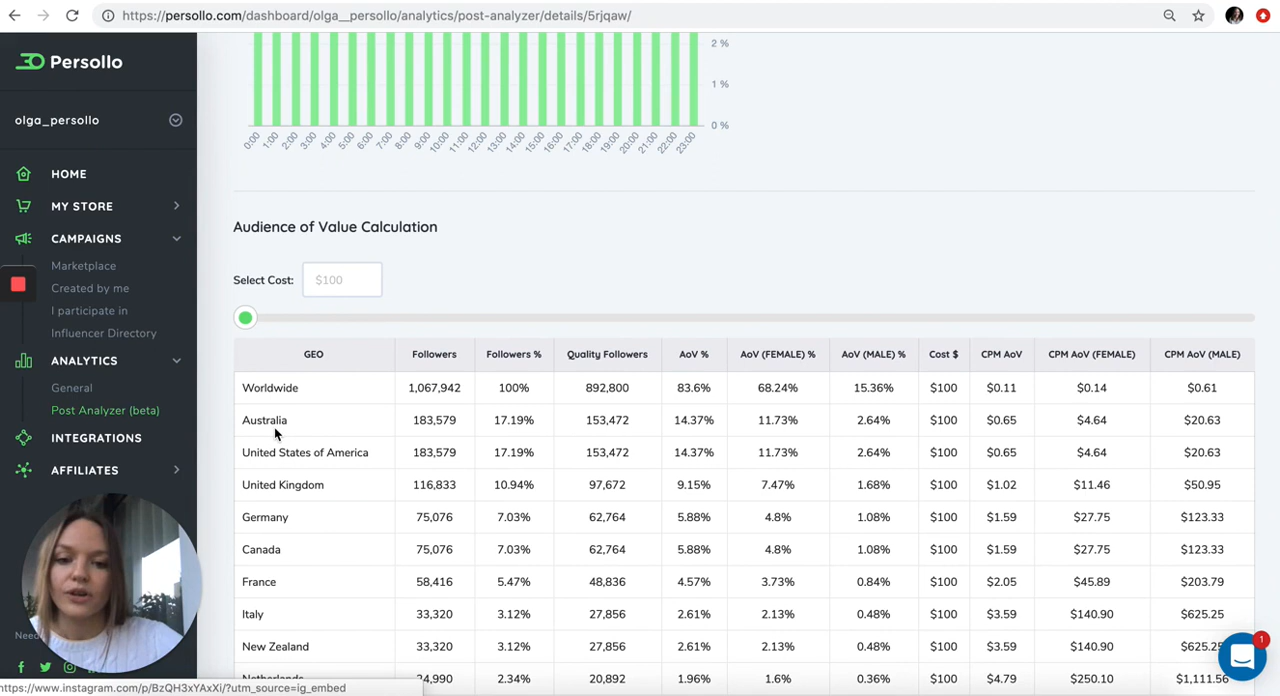 https://persollo.com/dashboard/olga__persollo/analytics/post-analyzer/details/5rjqaw/
Persollo
olga_persollo
HOME
MY STORE
CAMPAIGNS
Marketplace
Created by me
I participate in
Influencer Directory
ANALYTICS
General
Post Analyzer (beta)
INTEGRATIONS
AFFILIATES
Need
2 %
1 %
0 %
0:00 1:00 2:00 3:00 4:00 5:00 6:00 7:00 8:00 9:00 10:00 11:00 12:00 13:00 14:00 15:00 16:00 17:00 18:00 19:00 20:00 21:00 22:00 23:00
Audience of Value Calculation
Select Cost: $100
GEO Followers Followers % Quality Followers AoV % AoV (FEMALE) % AoV (MALE) % Cost $ CPM AoV CPM AoV (FEMALE) CPM AoV (MALE)
Worldwide 1,067,942 100% 892,800 83.6% 68.24% 15.36% $100 $0.11 $0.14 $0.61
Australia 183,579 17.19% 153,472 14.37% 11.73% 2.64% $100 $0.65 $4.64 $20.63
United States of America 183,579 17.19% 153,472 14.37% 11.73% 2.64% $100 $0.65 $4.64 $20.63
United Kingdom 116,833 10.94% 97,672 9.15% 7.47% 1.68% $100 $1.02 $11.46 $50.95
Germany 75,076 7.03% 62,764 5.88% 4.8% 1.08% $100 $1.59 $27.75 $123.33
Canada 75,076 7.03% 62,764 5.88% 4.8% 1.08% $100 $1.59 $27.75 $123.33
France 58,416 5.47% 48,836 4.57% 3.73% 0.84% $100 $2.05 $45.89 $203.79
Italy 33,320 3.12% 27,856 2.61% 2.13% 0.48% $100 $3.59 $140.90 $625.25
New Zealand 33,320 3.12% 27,856 2.61% 2.13% 0.48% $100 $3.59 $140.90 $625.25
Netherlands 24,990 2.34% 20,892 1.96% 1.6% 0.36% $100 $4.79 $250.10 $1,111.56
1
https://www.instagram.com/p/BzQH3xYAxXi/?utm_source=ig_embed